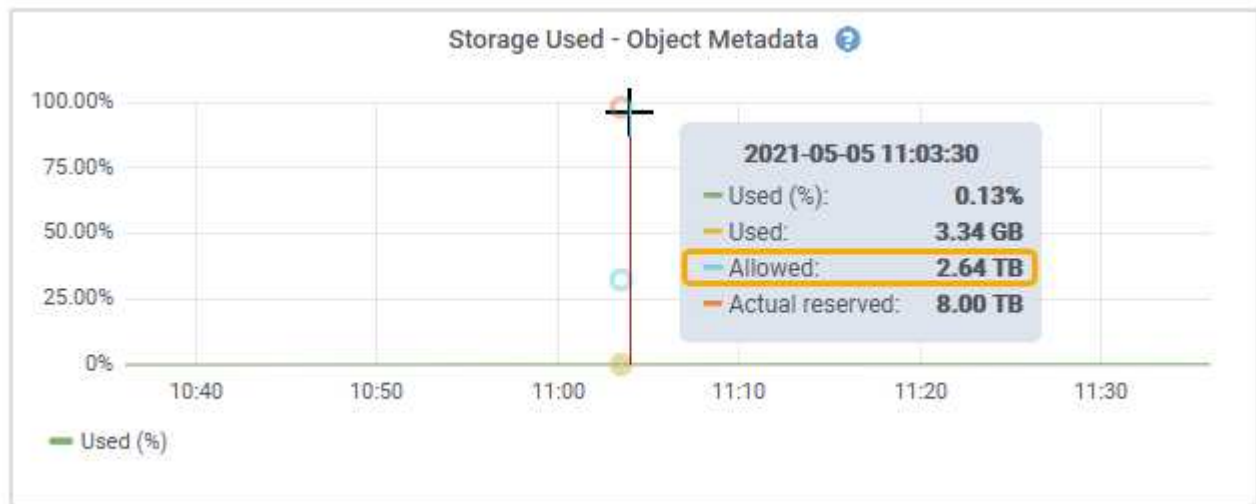 Storage Used - Object Metadata ?
100.00%
75.00%
50.00%
25.00%
0%
2021-05-05 11:03:30
Used (%): 0.13%
Used: 3.34 GB
Allowed: 2.64 TB
Actual reserved: 8.00 TB
10:40 10:50 11:00 11:10 11:20 11:30
Used (%)